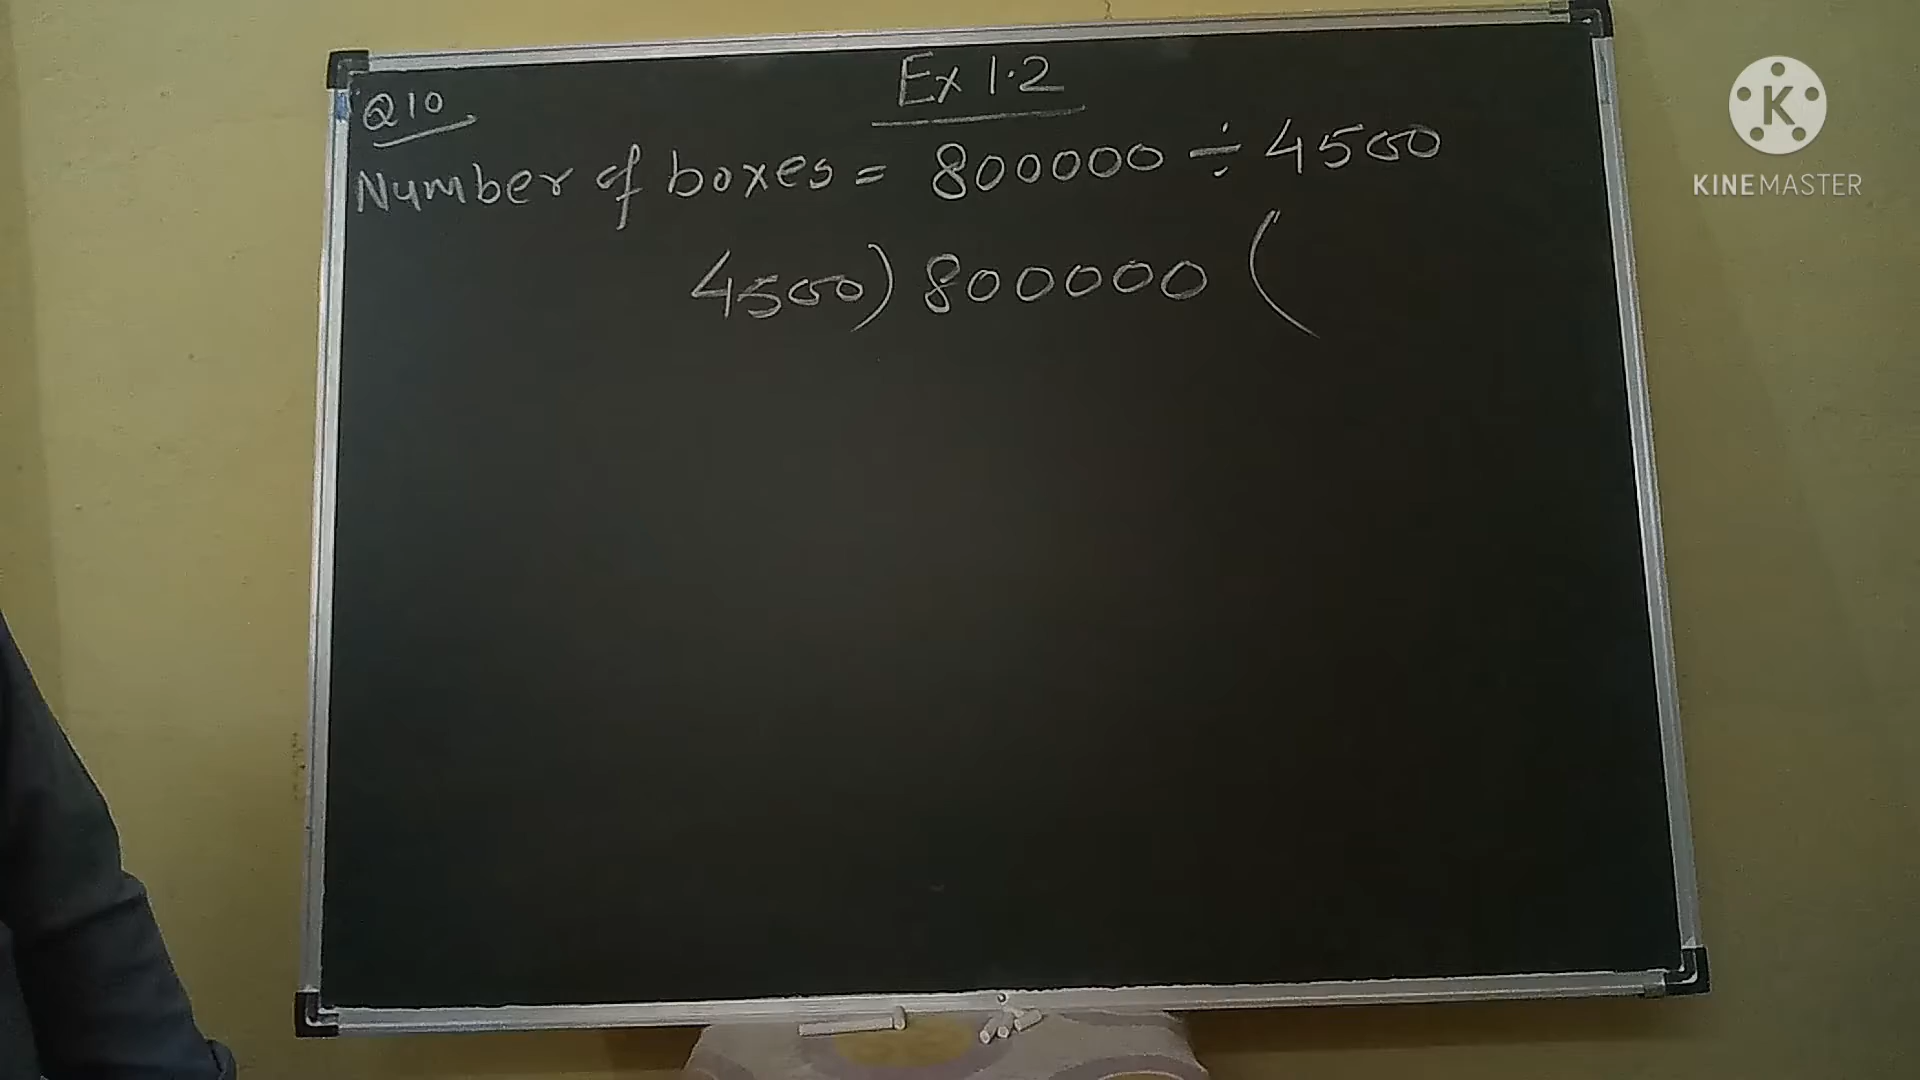 Ex 1.2
Q10
Number of boxes = 800000 ÷ 4500
4500) 800000 (
K
KINEMASTER